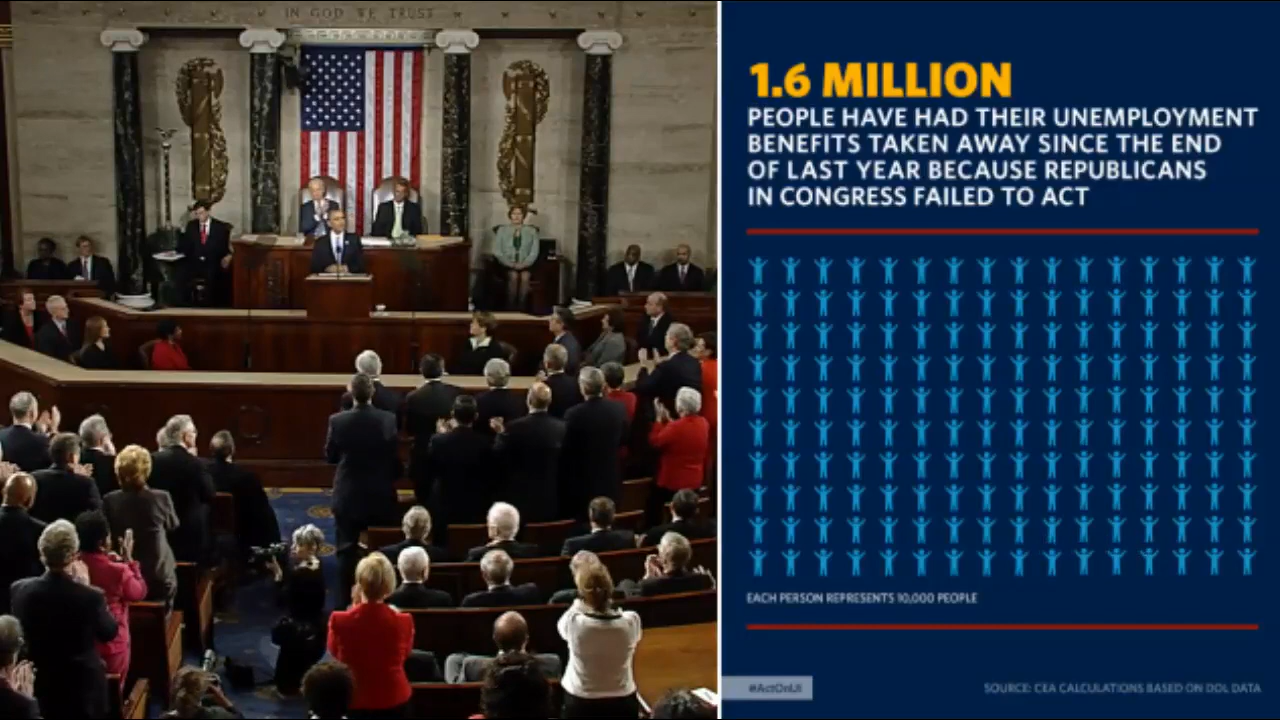 IN GOD WE TRUST
1.6 MILLION
PEOPLE HAVE HAD THEIR UNEMPLOYMENT
BENEFITS TAKEN AWAY SINCE THE END
OF LAST YEAR BECAUSE REPUBLICANS
IN CONGRESS FAILED TO ACT
EACH PERSON REPRESENTS 10,000 PEOPLE
#ActOnUI
SOURCE: CEA CALCULATIONS BASED ON DOL DATA